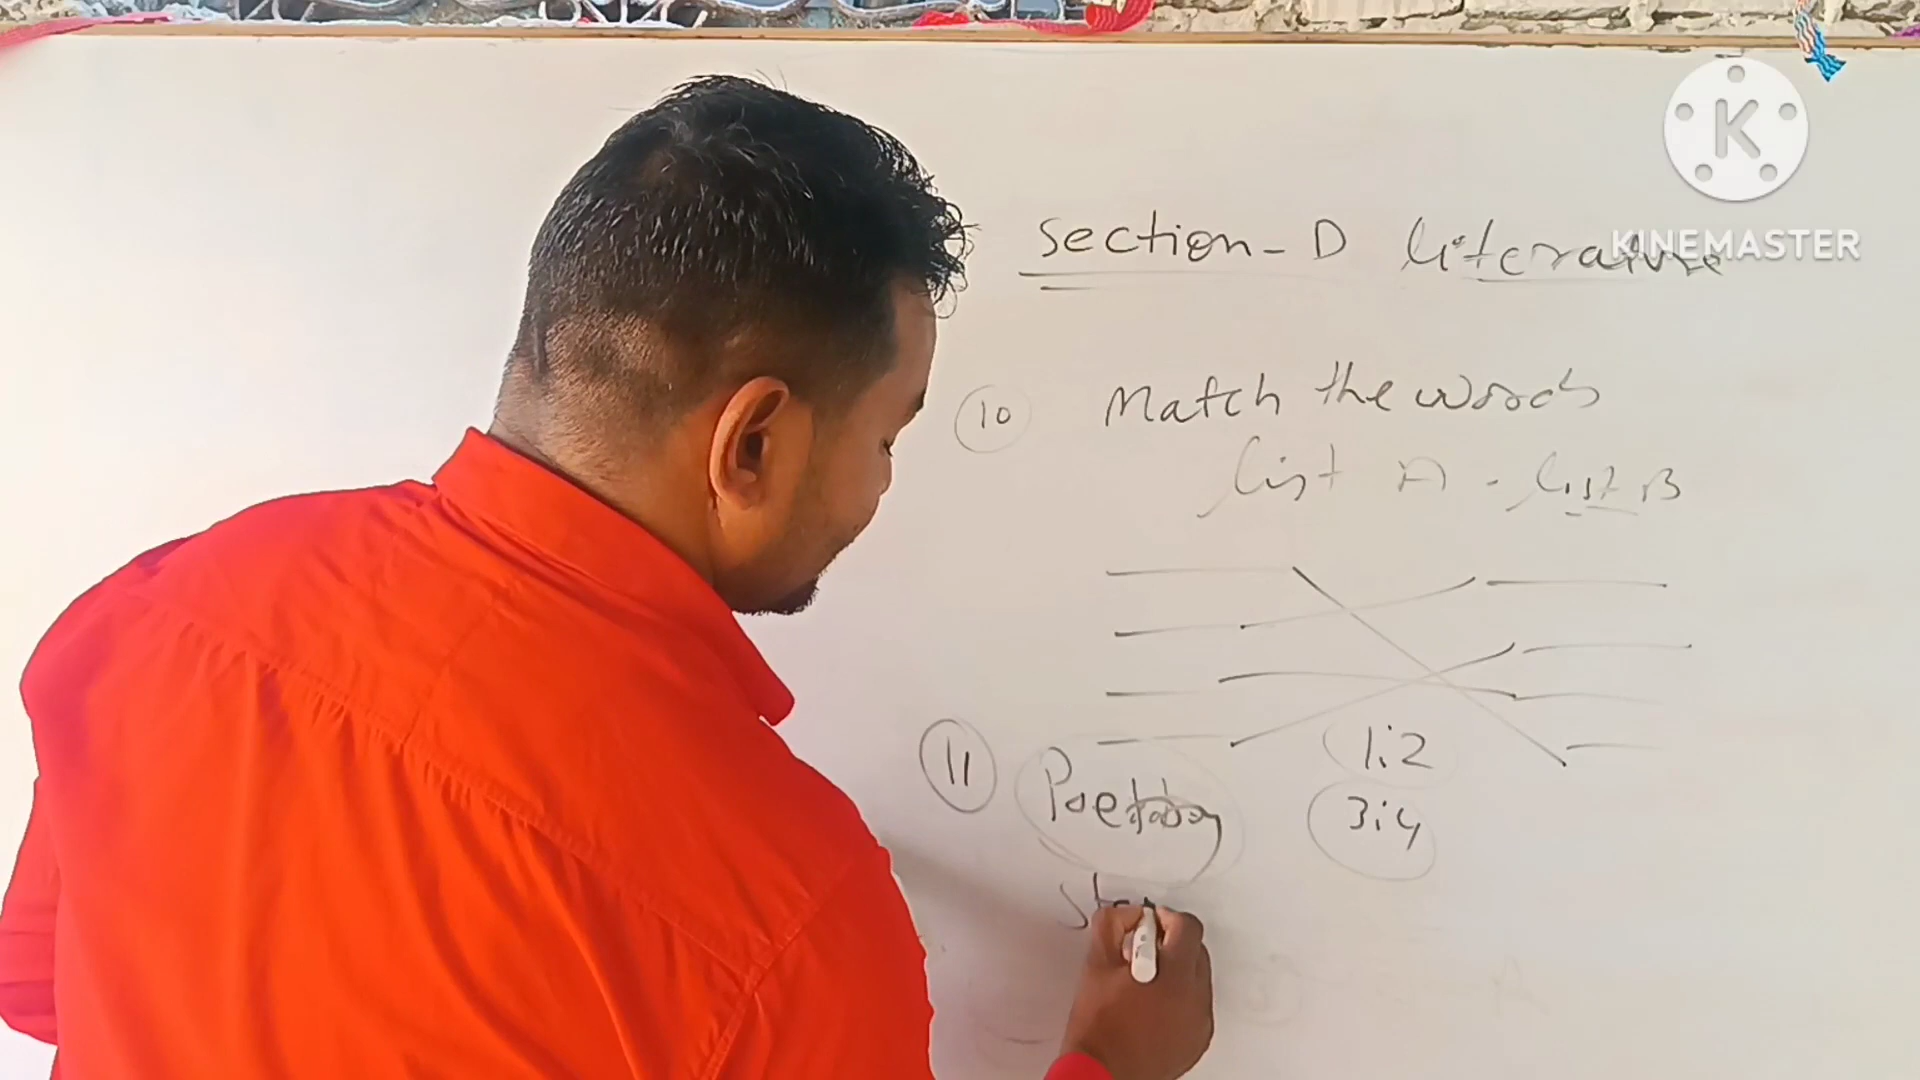 K
KINEMASTER
Section - D Literature
10 Match the words
List A - List B
11 Poetry 1.2
3.4